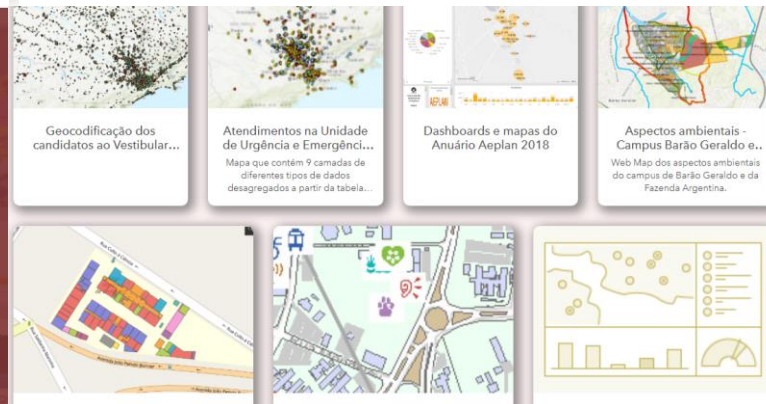 AEPLAN
Geocodificação dos
candidatos ao Vestibular...
Atendimentos na Unidade
de Urgência e Emergênci...
Mapa que contém 9 camadas de
diferentes tipos de dados
desagregados a partir da tabela...
Dashboards e mapas do
Anuário Aeplan 2018
Aspectos ambientais -
Campus Barão Geraldo e...
Web Map dos aspectos ambientais
do campus de Barão Geraldo e da
Fazenda Argentina.